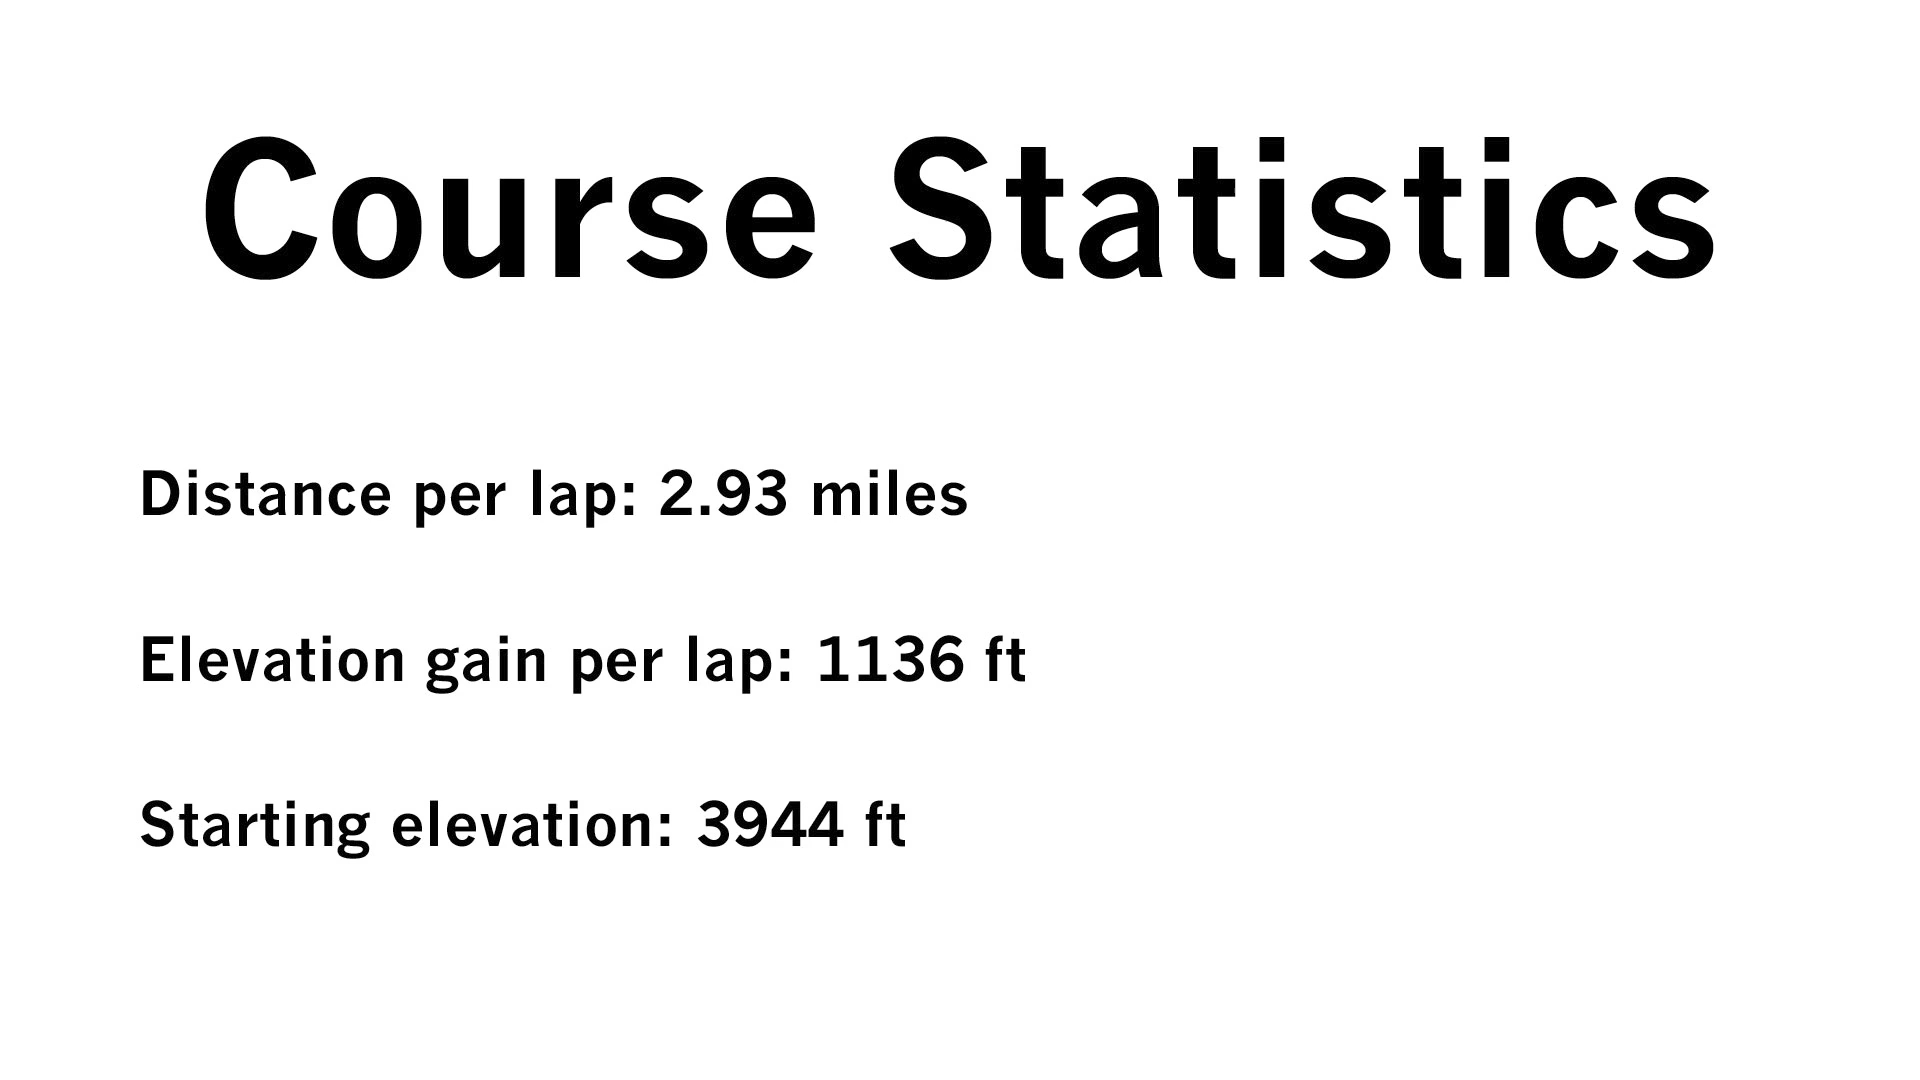 Course Statistics
Distance per lap: 2.93 miles
Elevation gain per lap: 1136 ft
Starting elevation: 3944 ft